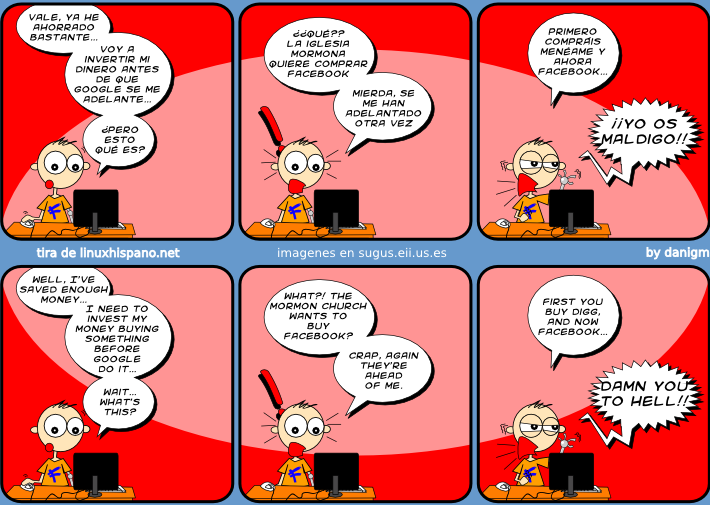 VALE, YA HE
AHORRADO
BASTANTE...
VOY A
INVERTIR MI
DINERO ANTES
DE QUE
GOOGLE SE ME
ADELANTE...
¿PERO
ESTO
QUÉ ES?
¿¿QUÉ??
LA IGLESIA
MORMONA
QUIERE COMPRAR
FACEBOOK
MIERDA, SE
ME HAN
ADELANTADO
OTRA VEZ
PRIMERO
COMPRÁIS
MENÉAME Y
AHORA
FACEBOOK...
¡¡YO OS
MALDIGO!!
tira de linuxhispano.net
imagenes en sugus.eii.us.es
by danigm
WELL, I'VE
SAVED ENOUGH
MONEY...
I NEED TO
INVEST MY
MONEY BUYING
SOMETHING
BEFORE
GOOGLE
DO IT...
WAIT...
WHAT'S
THIS?
WHAT?! THE
MORMON CHURCH
WANTS TO
BUY
FACEBOOK?
CRAP, AGAIN
THEY'RE
AHEAD
OF ME.
FIRST YOU
BUY DIGG,
AND NOW
FACEBOOK...
DAMN YOU
TO HELL!!